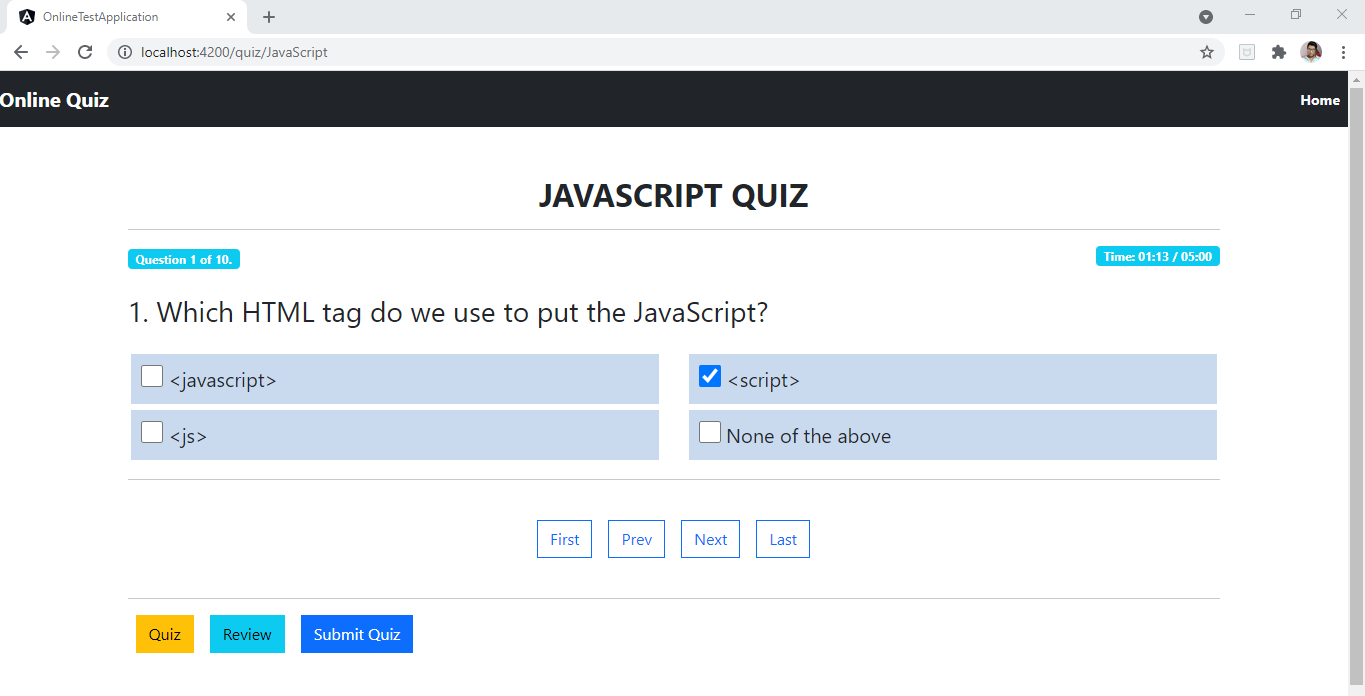 OnlineTestApplication
localhost:4200/quiz/JavaScript
Online Quiz
Home
JAVASCRIPT QUIZ
Question 1 of 10.
Time: 01:13 / 05:00
1. Which HTML tag do we use to put the JavaScript?
<javascript>
<script>
<js>
None of the above
First Prev Next Last
Quiz Review Submit Quiz